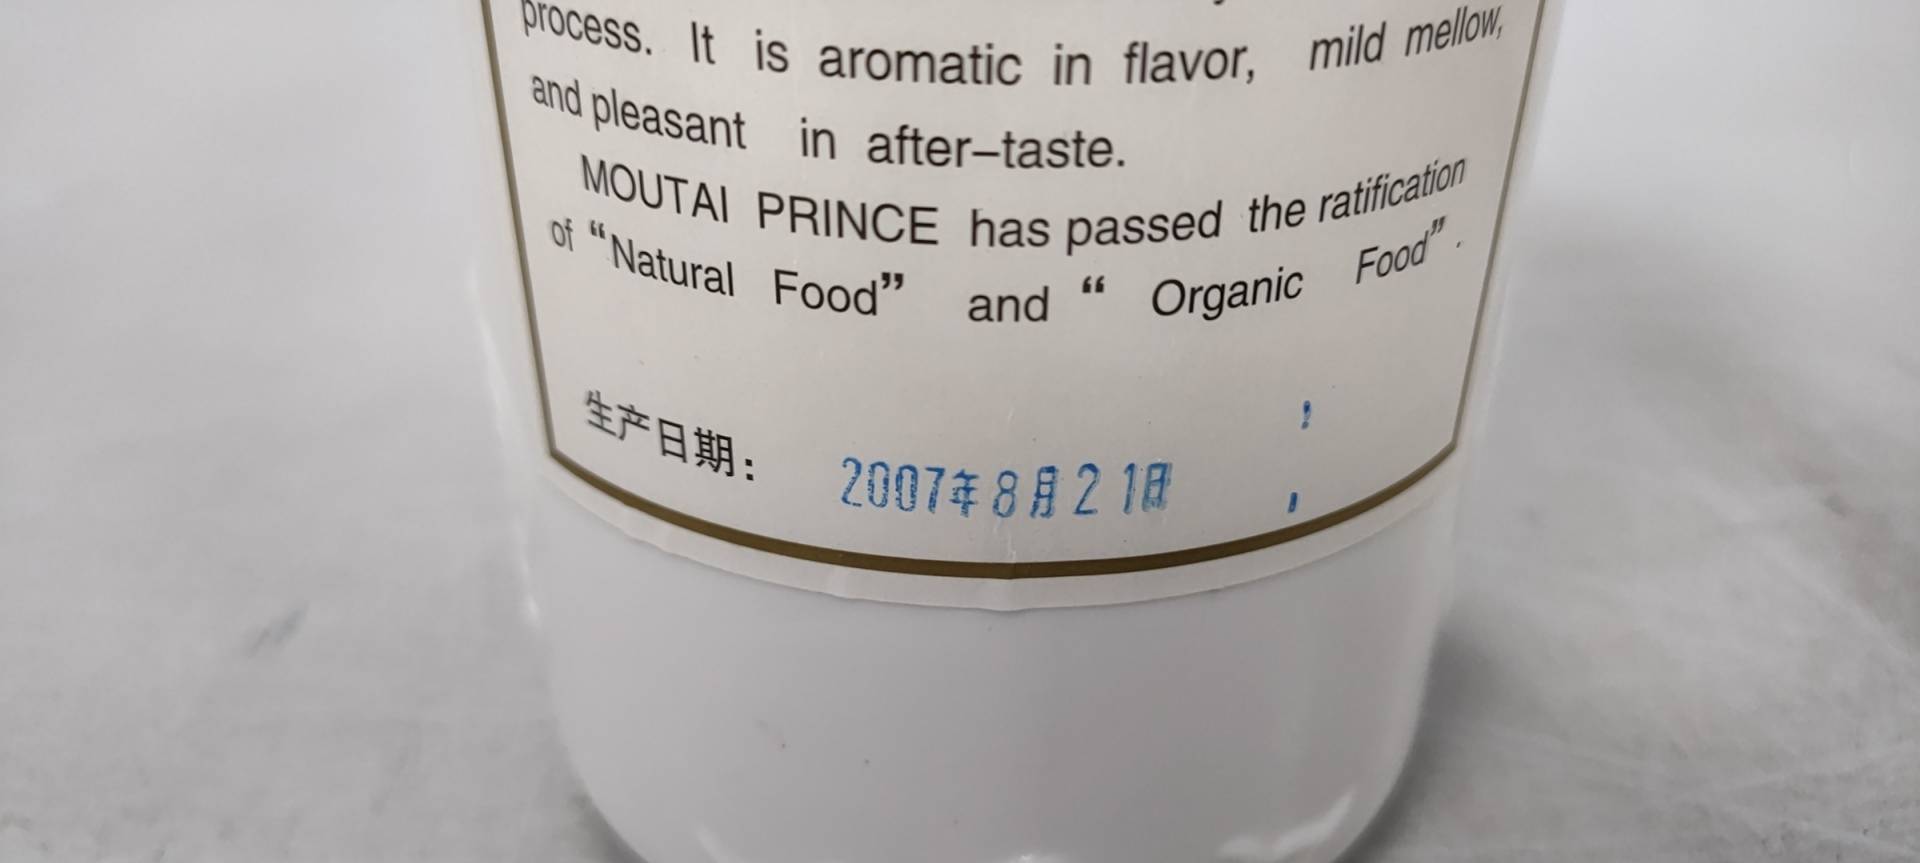 process. It is aromatic in flavor, mild mellow,
and pleasant in after-taste.
MOUTAI PRINCE has passed the ratification
of “Natural Food” and “ Organic Food”.
生产日期: 2007年8月21日